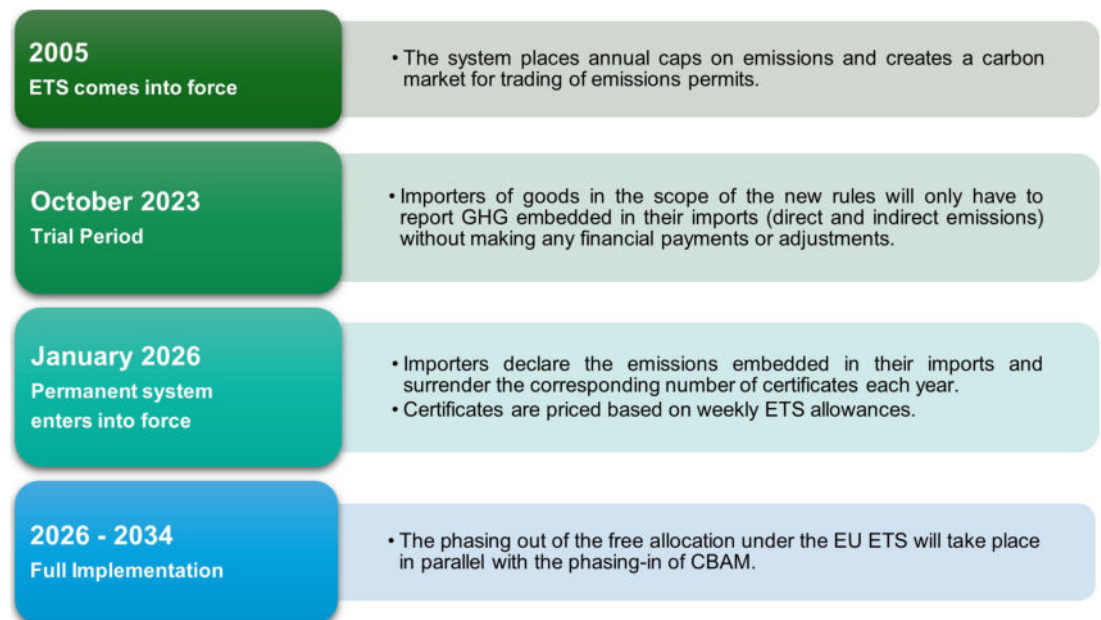 2005
ETS comes into force
• The system places annual caps on emissions and creates a carbon
market for trading of emissions permits.
October 2023
Trial Period
• Importers of goods in the scope of the new rules will only have to
report GHG embedded in their imports (direct and indirect emissions)
without making any financial payments or adjustments.
January 2026
Permanent system
enters into force
• Importers declare the emissions embedded in their imports and
surrender the corresponding number of certificates each year.
• Certificates are priced based on weekly ETS allowances.
2026 - 2034
Full Implementation
• The phasing out of the free allocation under the EU ETS will take place
in parallel with the phasing-in of CBAM.